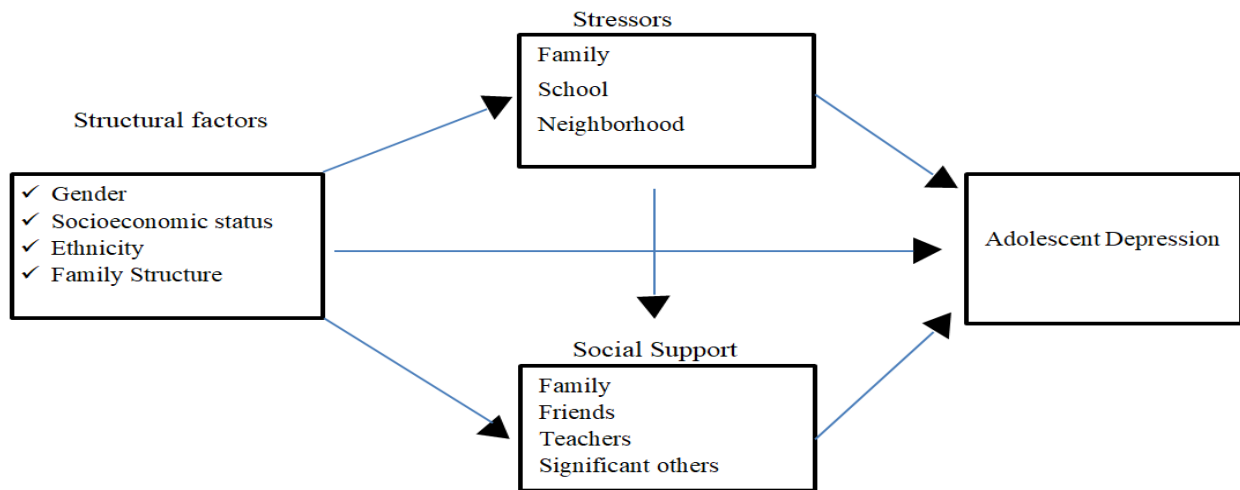 Stressors
Family
School
Neighborhood
Structural factors
✓ Gender
✓ Socioeconomic status
✓ Ethnicity
✓ Family Structure
Adolescent Depression
Social Support
Family
Friends
Teachers
Significant others